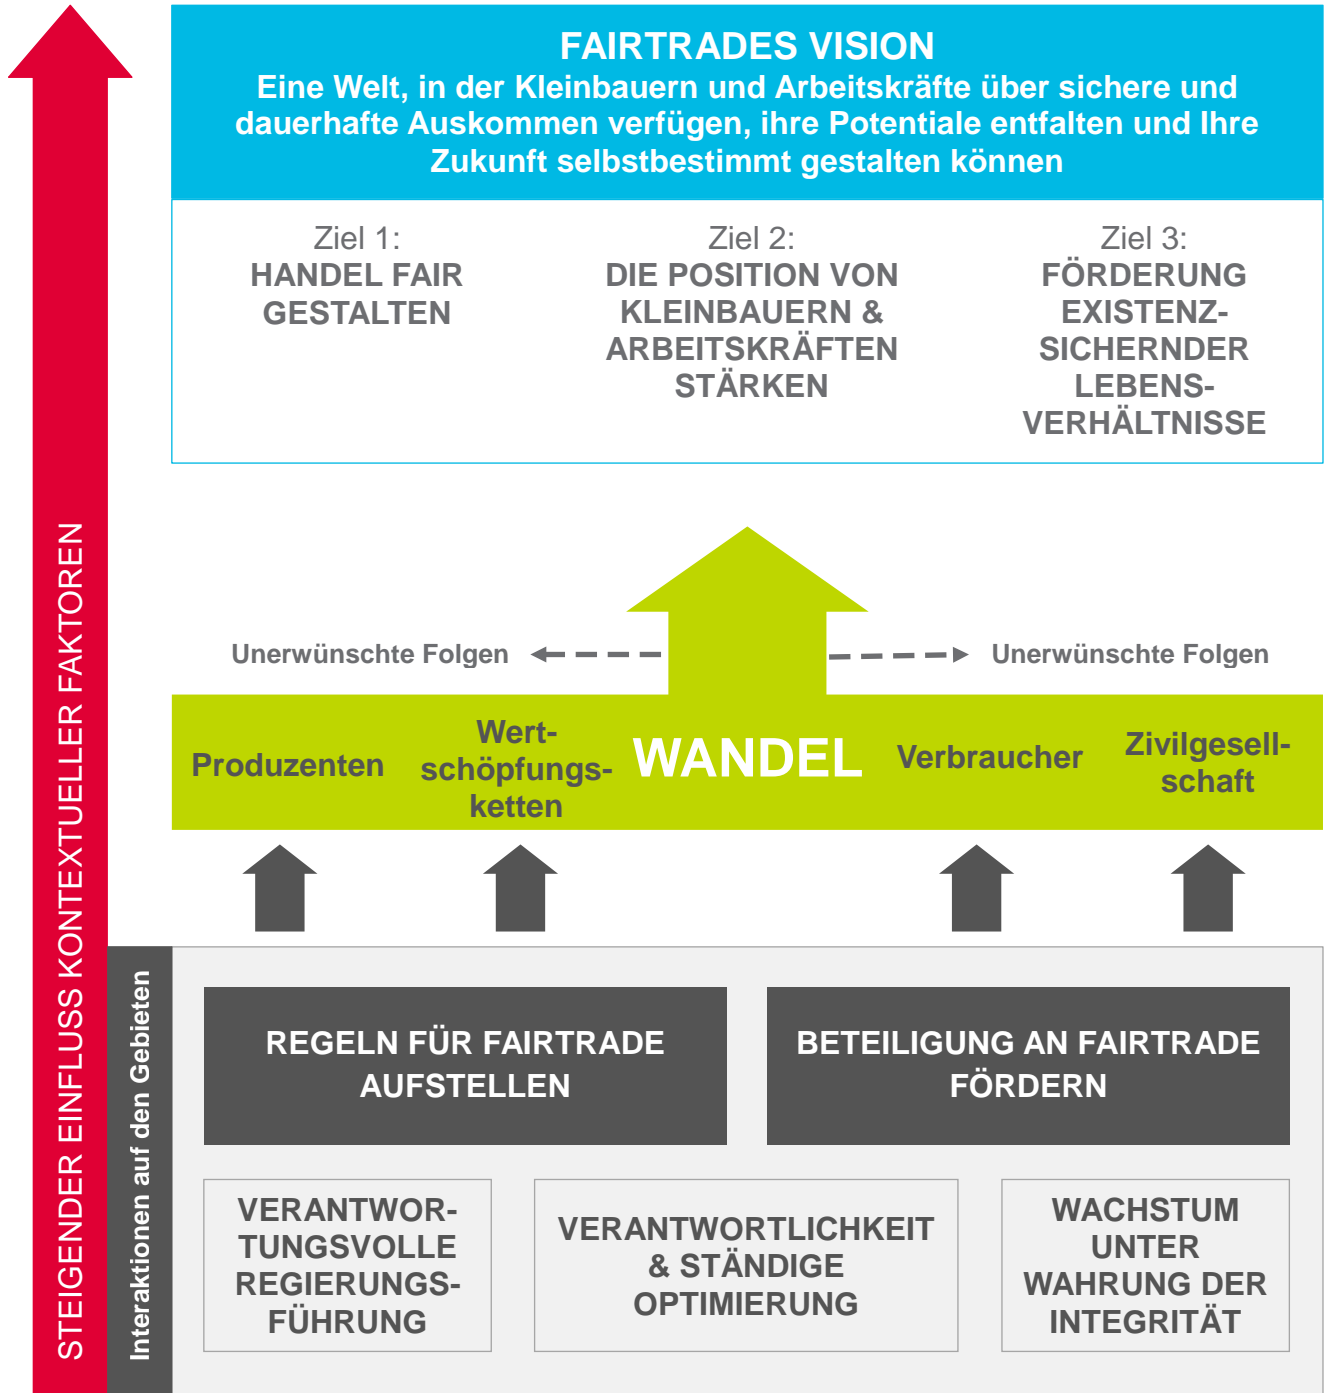 FAIRTRADES VISION
Eine Welt, in der Kleinbauern und Arbeitskräfte über sichere und
dauerhafte Auskommen verfügen, ihre Potentiale entfalten und Ihre
Zukunft selbstbestimmt gestalten können
Ziel 1:
HANDEL FAIR
GESTALTEN
Ziel 2:
DIE POSITION VON
KLEINBAUERN &
ARBEITSKRÄFTEN
STÄRKEN
Ziel 3:
FÖRDERUNG
EXISTENZ-
SICHERNDER
LEBENS-
VERHÄLTNISSE
STEIGENDER EINFLUSS KONTEXTUELLER FAKTOREN
Unerwünschte Folgen
Unerwünschte Folgen
Produzenten
Wert-
schöpfungs-
ketten
WANDEL
Verbraucher
Zivilgesell-
schaft
Interaktionen auf den Gebieten
REGELN FÜR FAIRTRADE
AUFSTELLEN
BETEILIGUNG AN FAIRTRADE
FÖRDERN
VERANTWOR-
TUNGSVOLLE
REGIERUNGS-
FÜHRUNG
VERANTWORTLICHKEIT
& STÄNDIGE
OPTIMIERUNG
WACHSTUM
UNTER
WAHRUNG DER
INTEGRITÄT